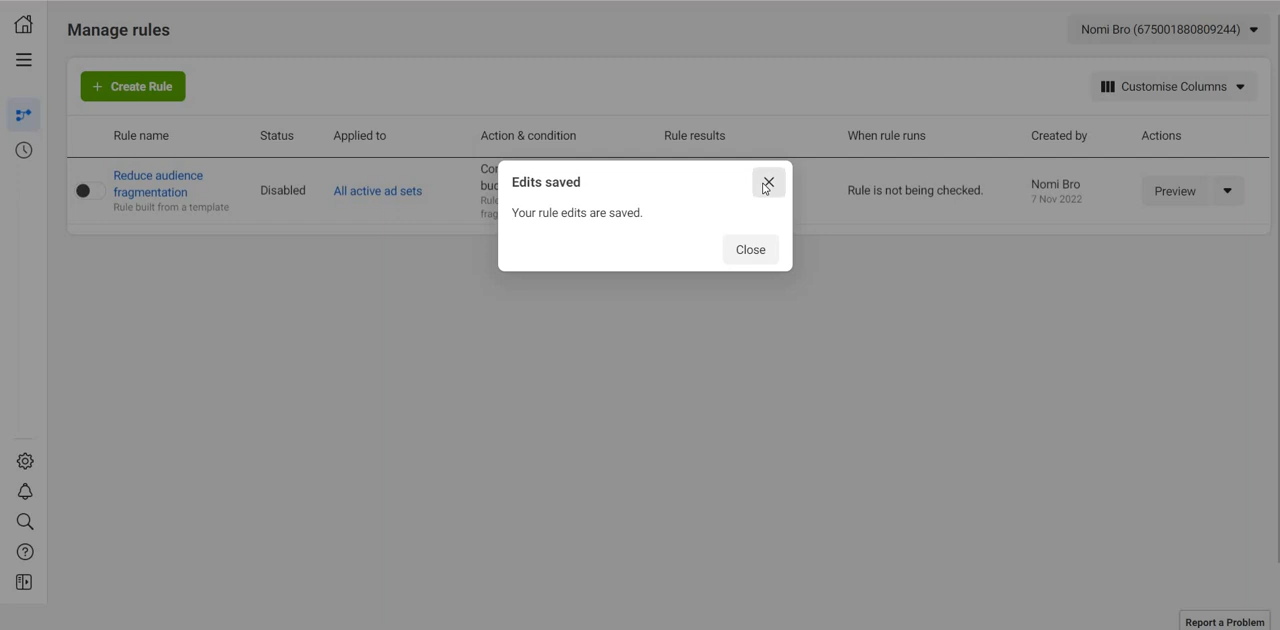 Manage rules
Nomi Bro (675001880809244)
+ Create Rule
Customise Columns
Rule name
Status
Applied to
Action & condition
Rule results
When rule runs
Created by
Actions
Reduce audience
fragmentation
Rule built from a template
Disabled
All active ad sets
Rule is not being checked.
Nomi Bro
7 Nov 2022
Preview
Edits saved
Your rule edits are saved.
Close
Report a Problem